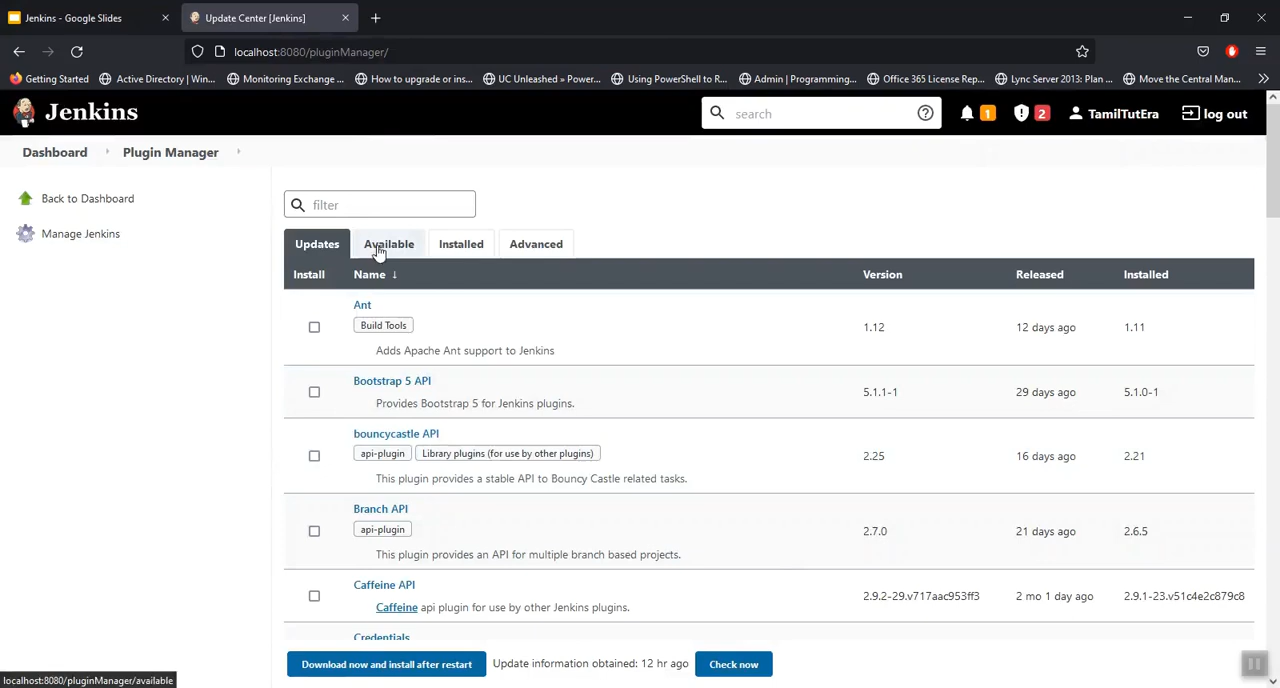 Jenkins - Google Slides
Update Center [Jenkins]
localhost:8080/pluginManager/
Getting Started
Active Directory | Win...
Monitoring Exchange ...
How to upgrade or ins...
UC Unleashed » Power...
Using PowerShell to R...
Admin | Programming...
Office 365 License Rep...
Lync Server 2013: Plan ...
Move the Central Man...
Jenkins
search
1
2
TamilTutEra
log out
Dashboard
Plugin Manager
Back to Dashboard
Manage Jenkins
filter
Updates
Available
Installed
Advanced
Install Name ↓ Version Released Installed
Ant
Build Tools
1.12 12 days ago 1.11
Adds Apache Ant support to Jenkins
Bootstrap 5 API
5.1.1-1 29 days ago 5.1.0-1
Provides Bootstrap 5 for Jenkins plugins.
bouncycastle API
api-plugin Library plugins (for use by other plugins)
2.25 16 days ago 2.21
This plugin provides a stable API to Bouncy Castle related tasks.
Branch API
api-plugin
2.7.0 21 days ago 2.6.5
This plugin provides an API for multiple branch based projects.
Caffeine API
2.9.2-29.v717aac953ff3 2 mo 1 day ago 2.9.1-23.v51c4e2c879c8
Caffeine api plugin for use by other Jenkins plugins.
Credentials
Download now and install after restart
Update information obtained: 12 hr ago
Check now
localhost:8080/pluginManager/available